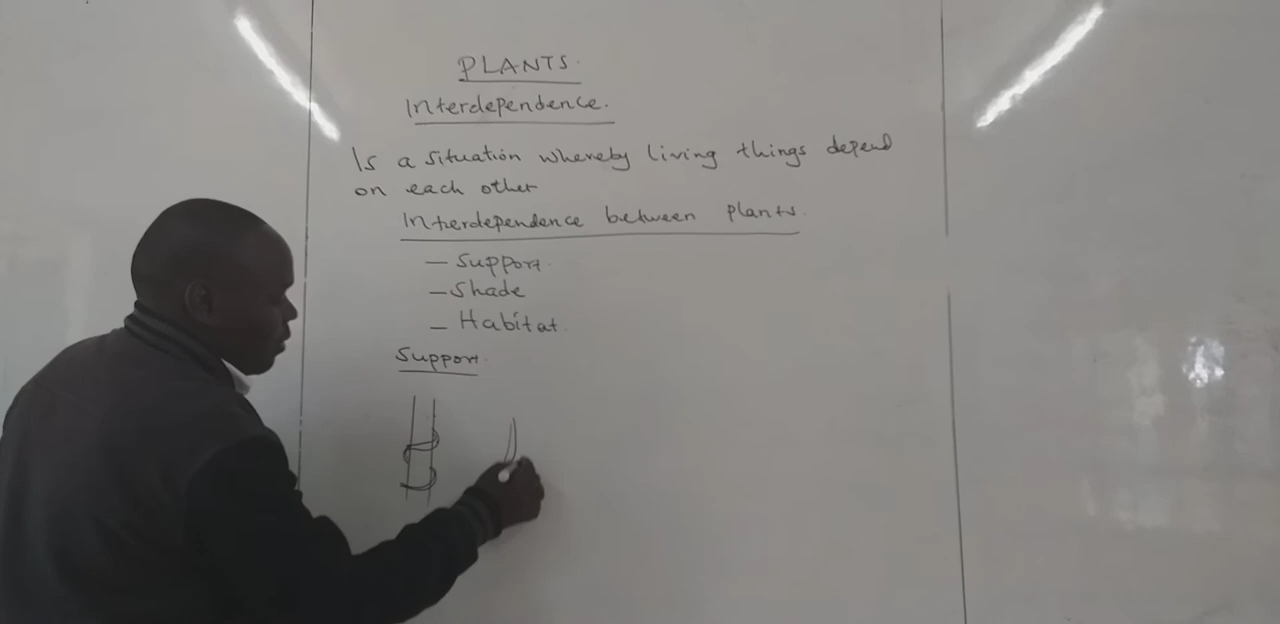 PLANTS.
Interdependence.
Is a situation whereby living things depend
on each other
Interdependence between plants.
– Support.
– Shade
– Habitat.
Support.